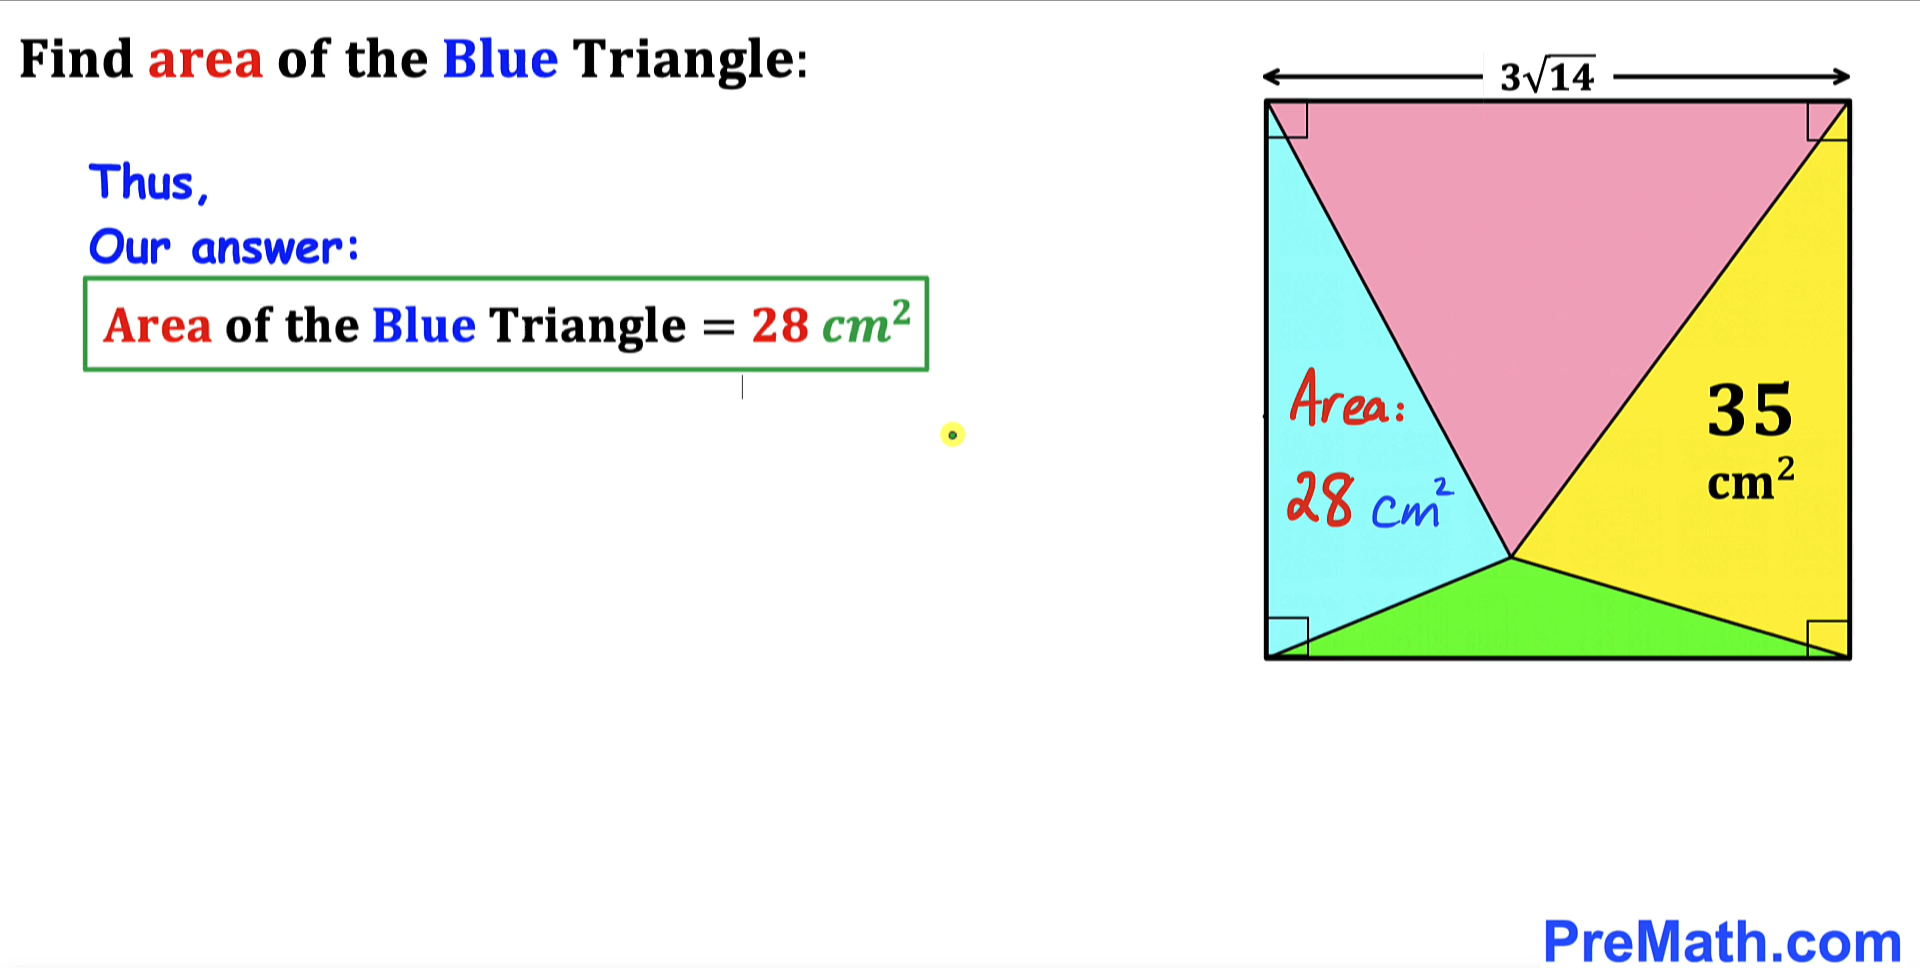 Find area of the Blue Triangle:
3√14
Thus,
Our answer:
Area of the Blue Triangle = 28 cm²
Area:
28 cm²
35
cm²
PreMath.com